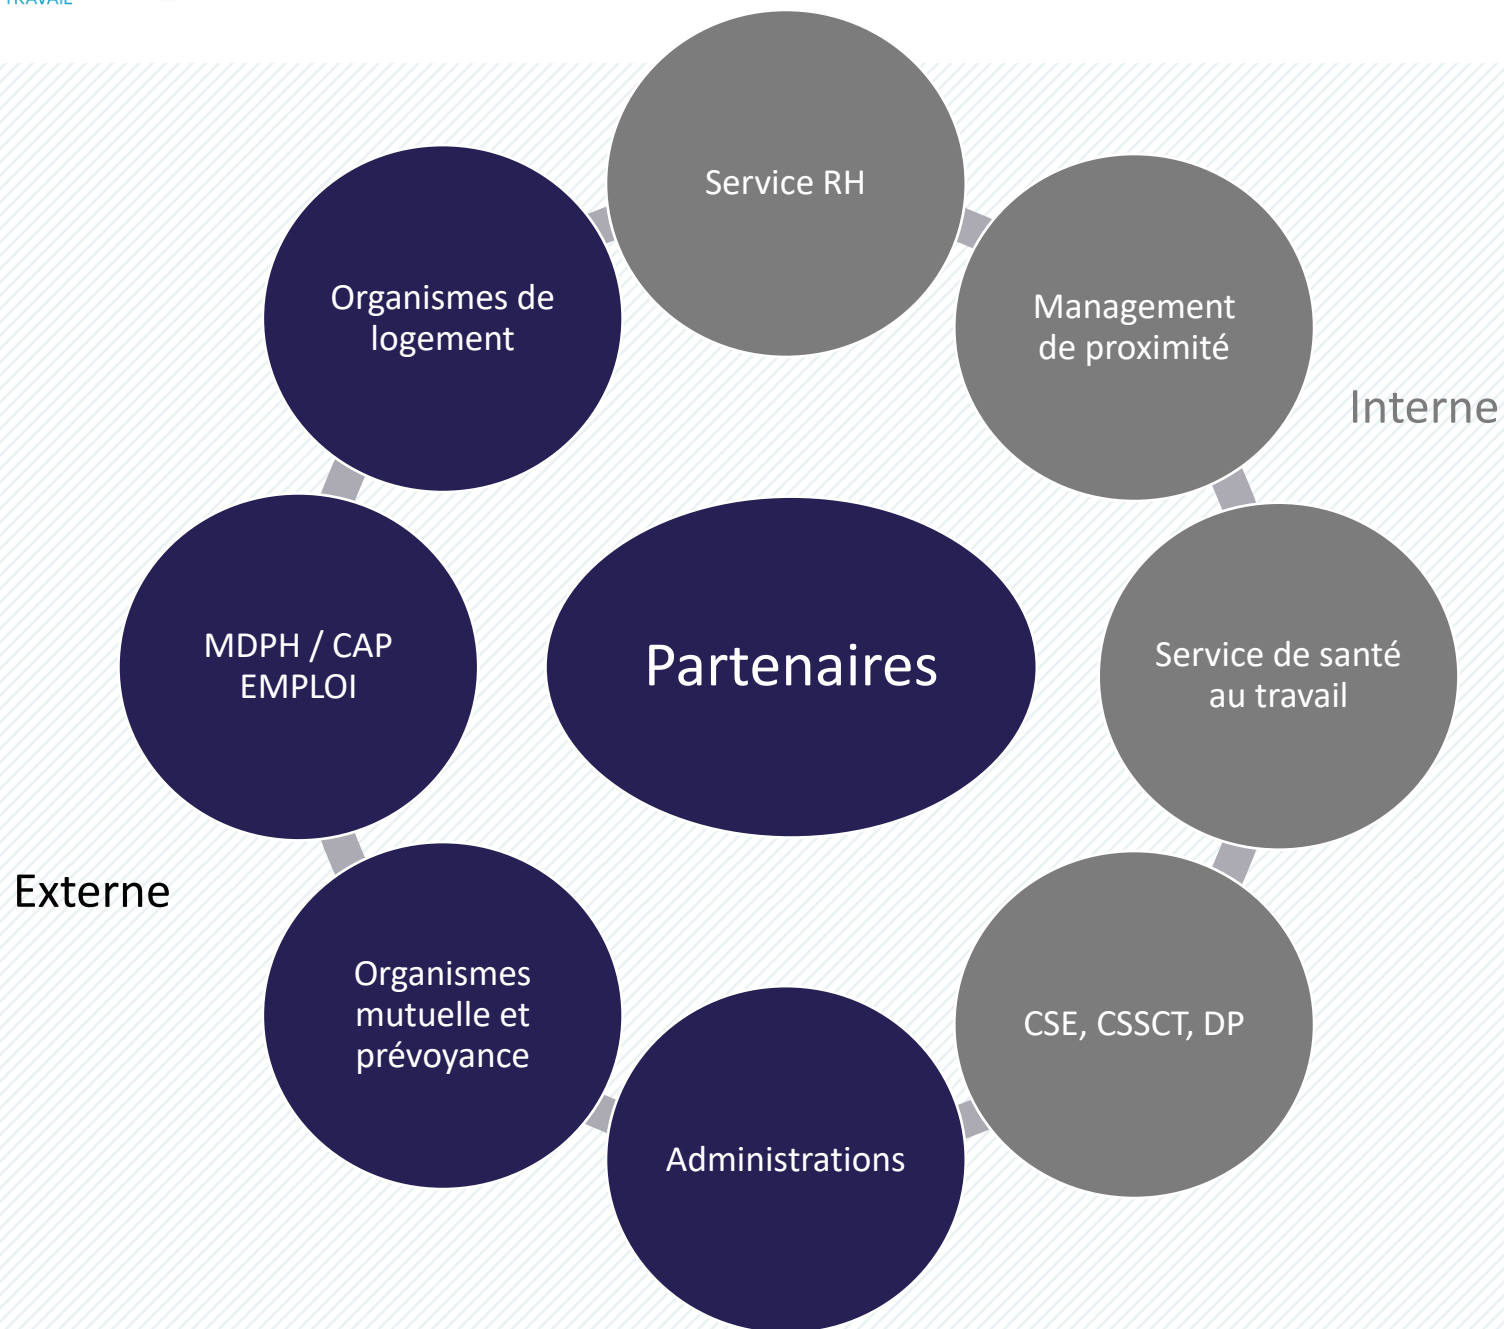 TRAVAIL
Service RH
Organismes de
logement
Management
de proximité
Interne
MDPH / CAP
EMPLOI
Partenaires
Service de santé
au travail
Externe
Organismes
mutuelle et
prévoyance
CSE, CSSCT, DP
Administrations